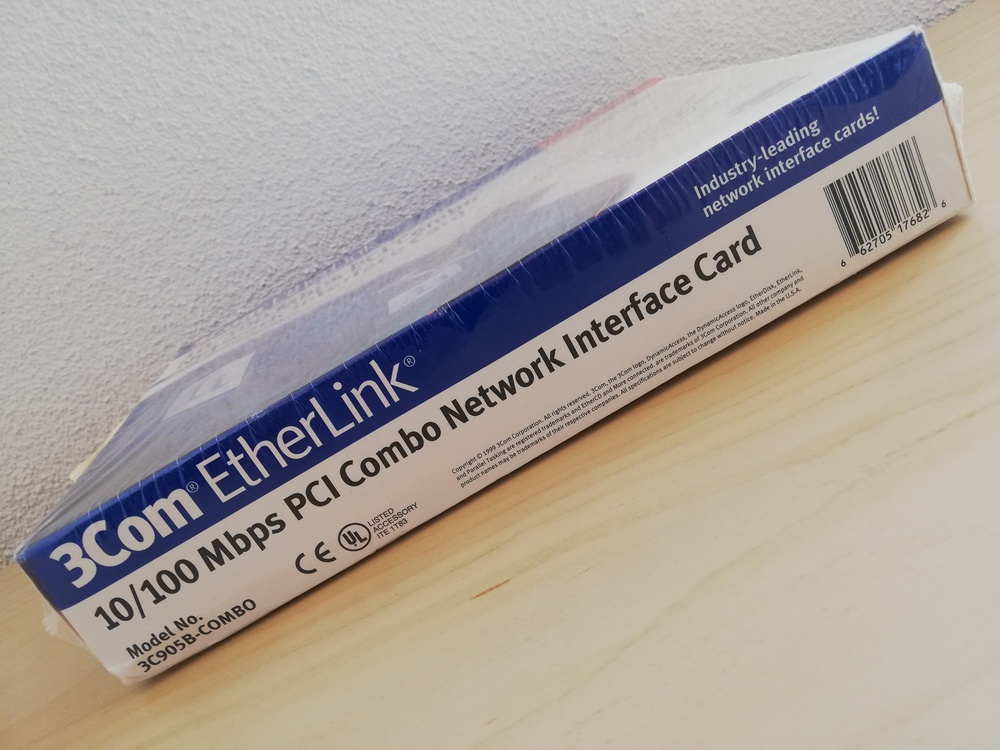 3Com® EtherLink®
Industry-leading
network interface cards!
10/100 Mbps PCI Combo Network Interface Card
6 62705 17682 6
Copyright © 1999 3Com Corporation. All rights reserved. 3Com, the 3Com logo, DynamicAccess, the DynamicAccess logo, EtherDisk, EtherLink,
and Parallel Tasking are registered trademarks and EtherCD and More connected. are trademarks of 3Com Corporation. All other company and
product names may be trademarks of their respective companies. All specifications are subject to change without notice. Made in the U.S.A.
CE
UL
LISTED
ACCESSORY
ITE 1T83
Model No.
3C905B-COMBO